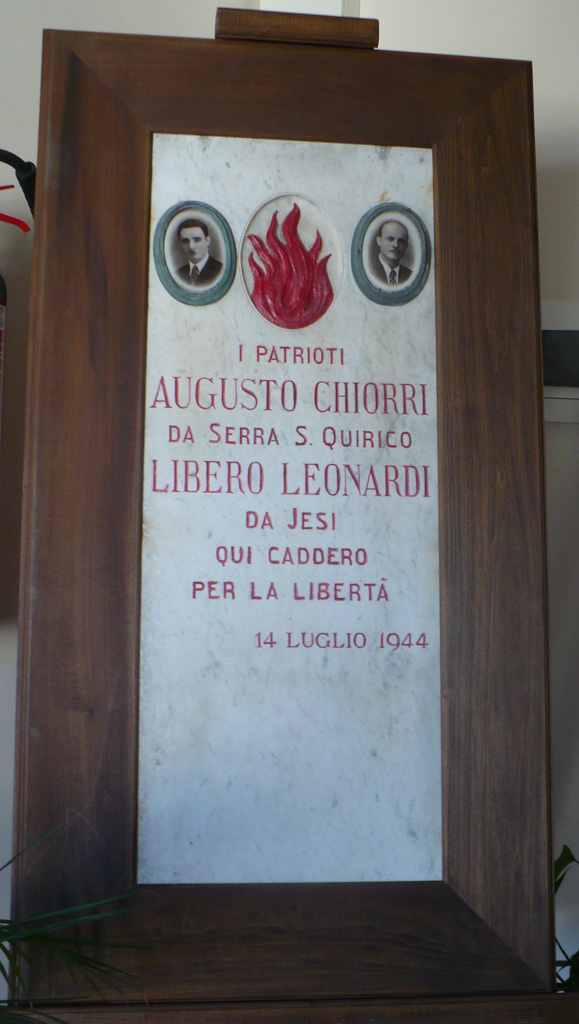 I PATRIOTI
AUGUSTO CHIORRI
DA SERRA S. QUIRICO
LIBERO LEONARDI
DA JESI
QUI CADDERO
PER LA LIBERTÀ
14 LUGLIO 1944